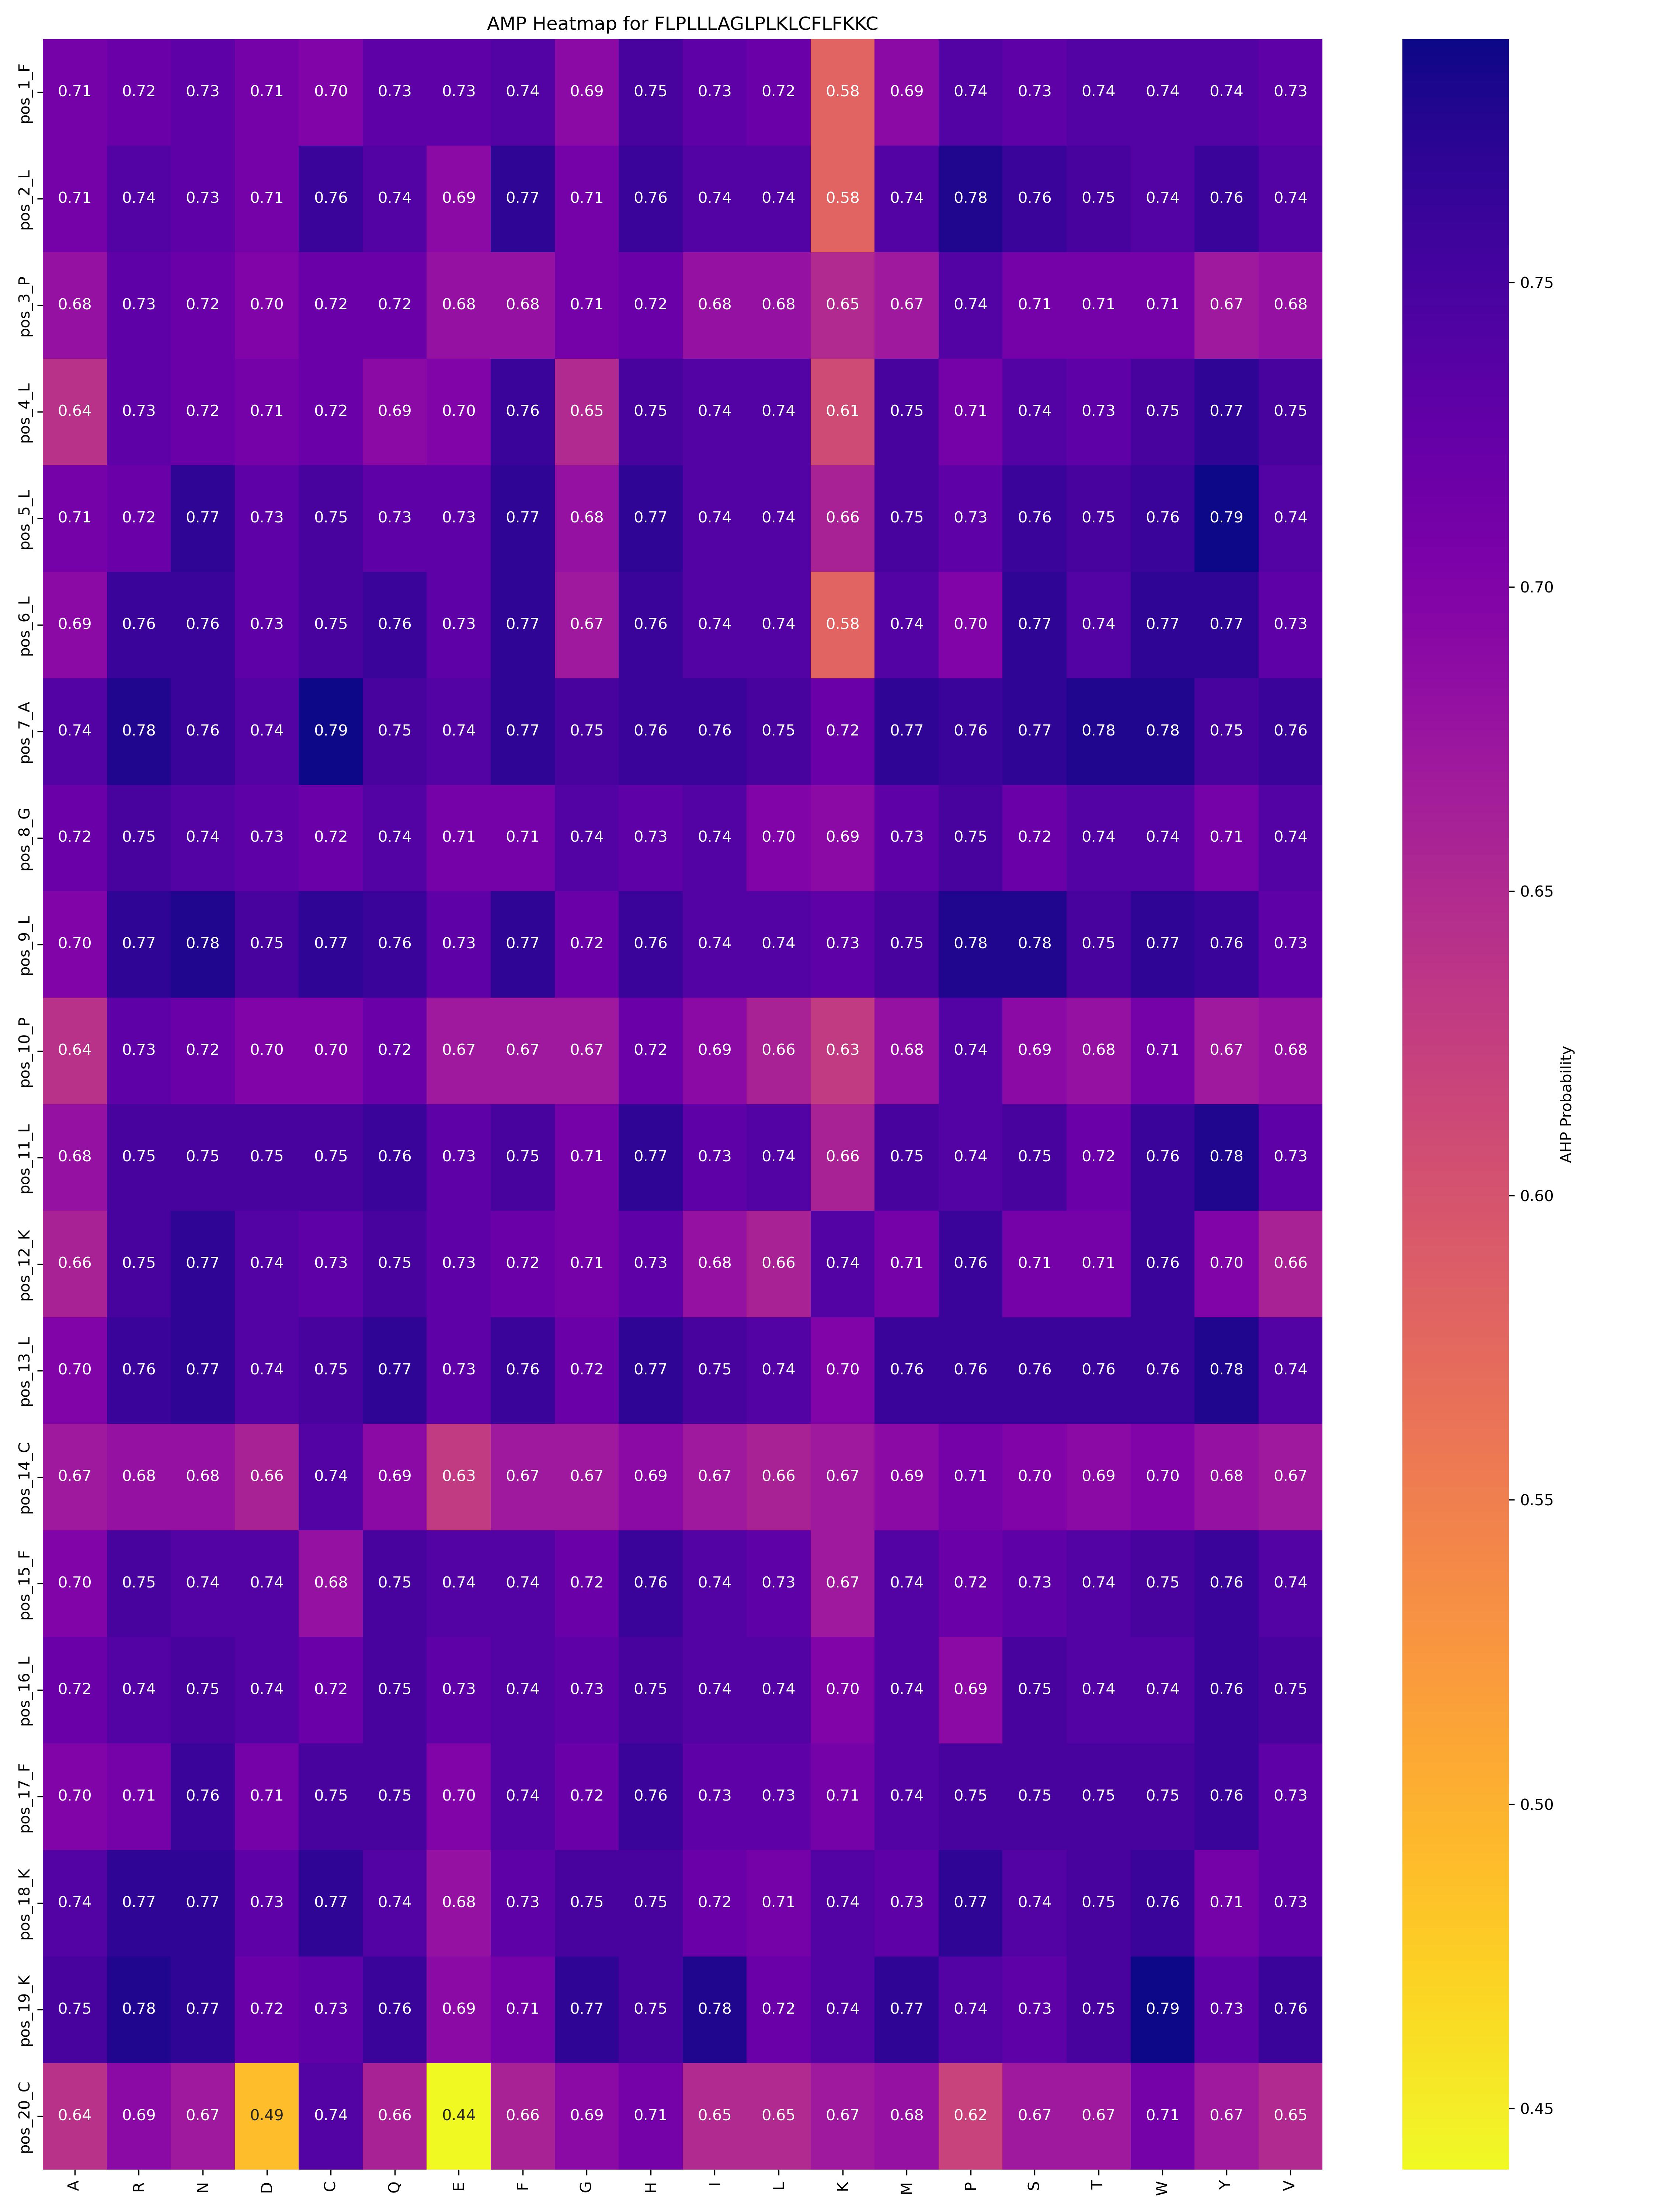 AMP Heatmap for FLPLLLAGLPLKLCFLFKKC
pos_1_F 0.71 0.72 0.73 0.71 0.70 0.73 0.73 0.74 0.69 0.75 0.73 0.72 0.58 0.69 0.74 0.73 0.74 0.74 0.74 0.73
pos_2_L 0.71 0.74 0.73 0.71 0.76 0.74 0.69 0.77 0.71 0.76 0.74 0.74 0.58 0.74 0.78 0.76 0.75 0.74 0.76 0.74
pos_3_P 0.68 0.73 0.72 0.70 0.72 0.72 0.68 0.68 0.71 0.72 0.68 0.68 0.65 0.67 0.74 0.71 0.71 0.71 0.67 0.68
pos_4_L 0.64 0.73 0.72 0.71 0.72 0.69 0.70 0.76 0.65 0.75 0.74 0.74 0.61 0.75 0.71 0.74 0.73 0.75 0.77 0.75
pos_5_L 0.71 0.72 0.77 0.73 0.75 0.73 0.73 0.77 0.68 0.77 0.74 0.74 0.66 0.75 0.73 0.76 0.75 0.76 0.79 0.74
pos_6_L 0.69 0.76 0.76 0.73 0.75 0.76 0.73 0.77 0.67 0.76 0.74 0.74 0.58 0.74 0.70 0.77 0.74 0.77 0.77 0.73
pos_7_A 0.74 0.78 0.76 0.74 0.79 0.75 0.74 0.77 0.75 0.76 0.76 0.75 0.72 0.77 0.76 0.77 0.78 0.78 0.75 0.76
pos_8_G 0.72 0.75 0.74 0.73 0.72 0.74 0.71 0.71 0.74 0.73 0.74 0.70 0.69 0.73 0.75 0.72 0.74 0.74 0.71 0.74
pos_9_L 0.70 0.77 0.78 0.75 0.77 0.76 0.73 0.77 0.72 0.76 0.74 0.74 0.73 0.75 0.78 0.78 0.75 0.77 0.76 0.73
pos_10_P 0.64 0.73 0.72 0.70 0.70 0.72 0.67 0.67 0.67 0.72 0.69 0.66 0.63 0.68 0.74 0.69 0.68 0.71 0.67 0.68
pos_11_L 0.68 0.75 0.75 0.75 0.75 0.76 0.73 0.75 0.71 0.77 0.73 0.74 0.66 0.75 0.74 0.75 0.72 0.76 0.78 0.73
pos_12_K 0.66 0.75 0.77 0.74 0.73 0.75 0.73 0.72 0.71 0.73 0.68 0.66 0.74 0.71 0.76 0.71 0.71 0.76 0.70 0.66
pos_13_L 0.70 0.76 0.77 0.74 0.75 0.77 0.73 0.76 0.72 0.77 0.75 0.74 0.70 0.76 0.76 0.76 0.76 0.76 0.78 0.74
pos_14_C 0.67 0.68 0.68 0.66 0.74 0.69 0.63 0.67 0.67 0.69 0.67 0.66 0.67 0.69 0.71 0.70 0.69 0.70 0.68 0.67
pos_15_F 0.70 0.75 0.74 0.74 0.68 0.75 0.74 0.74 0.72 0.76 0.74 0.73 0.67 0.74 0.72 0.73 0.74 0.75 0.76 0.74
pos_16_L 0.72 0.74 0.75 0.74 0.72 0.75 0.73 0.74 0.73 0.75 0.74 0.74 0.70 0.74 0.69 0.75 0.74 0.74 0.76 0.75
pos_17_F 0.70 0.71 0.76 0.71 0.75 0.75 0.70 0.74 0.72 0.76 0.73 0.73 0.71 0.74 0.75 0.75 0.75 0.75 0.76 0.73
pos_18_K 0.74 0.77 0.77 0.73 0.77 0.74 0.68 0.73 0.75 0.75 0.72 0.71 0.74 0.73 0.77 0.74 0.75 0.76 0.71 0.73
pos_19_K 0.75 0.78 0.77 0.72 0.73 0.76 0.69 0.71 0.77 0.75 0.78 0.72 0.74 0.77 0.74 0.73 0.75 0.79 0.73 0.76
pos_20_C 0.64 0.69 0.67 0.49 0.74 0.66 0.44 0.66 0.69 0.71 0.65 0.65 0.67 0.68 0.62 0.67 0.67 0.71 0.67 0.65
A R N D C Q E F G H I L K M P S T W Y V
0.75
0.70
0.65
0.60
0.55
0.50
0.45
AHP Probability